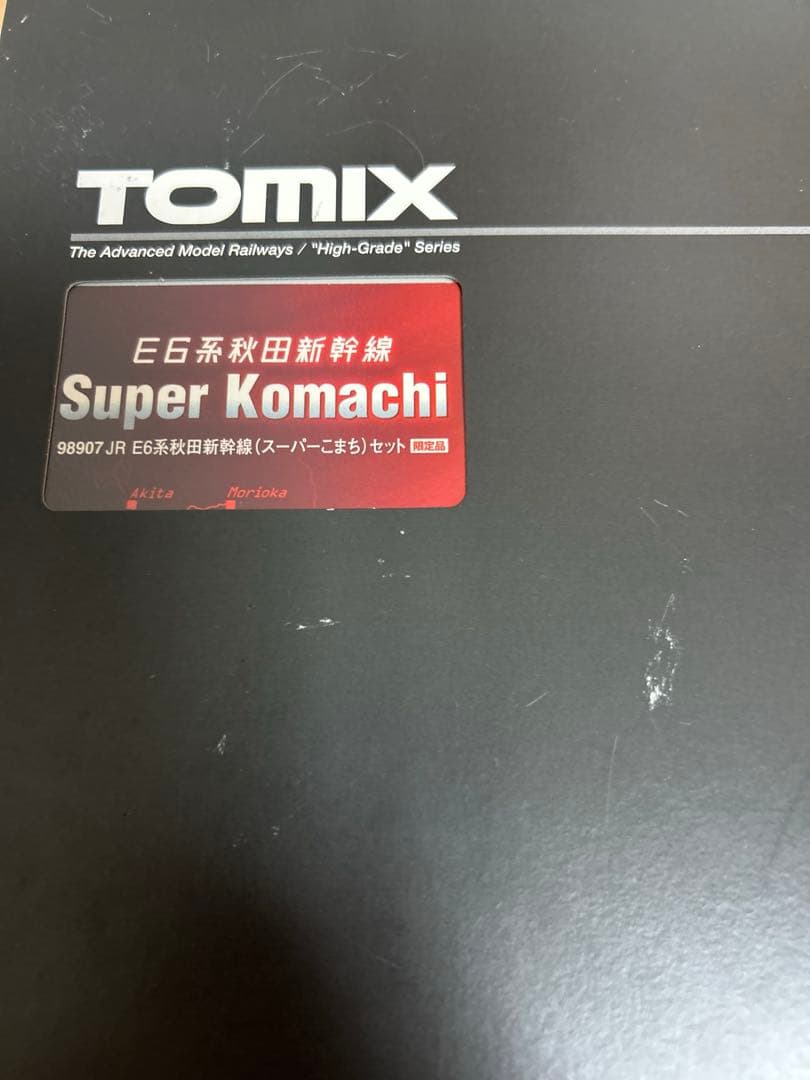 TOMIX
The Advanced Model Railways / "High-Grade" Series
E6系秋田新幹線
Super Komachi
98907 JR E6系秋田新幹線(スーパーこまち)セット 限定品
Akita Morioka